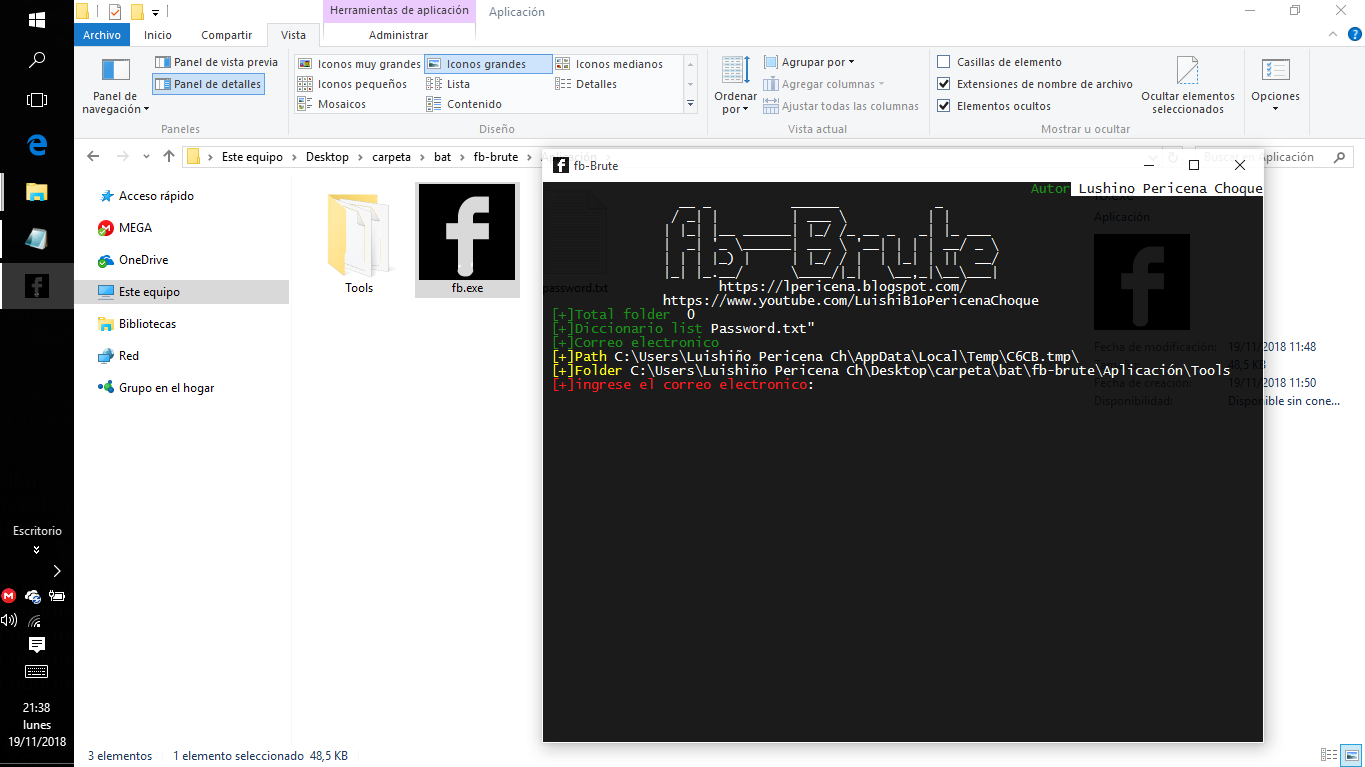 Herramientas de aplicación Aplicación
Archivo Inicio Compartir Vista Administrar
Panel de navegación
Panel de vista previa
Panel de detalles
Paneles
Iconos muy grandes Iconos grandes Iconos medianos
Iconos pequeños Lista Detalles
Mosaicos Contenido
Diseño
Ordenar por
Agrupar por
Agregar columnas
Ajustar todas las columnas
Vista actual
Casillas de elemento
Extensiones de nombre de archivo
Elementos ocultos
Ocultar elementos seleccionados
Mostrar u ocultar
Opciones
Este equipo > Desktop > carpeta > bat > fb-brute > Aplicación
Buscar en Aplicación
Acceso rápido
MEGA
OneDrive
Este equipo
Bibliotecas
Red
Grupo en el hogar
Tools
fb.exe
password.txt
fb-Brute
Autor Lushino Pericena Choque
fb-Brute
https://lpericena.blogspot.com/
https://www.youtube.com/LuishiB1oPericenaChoque
[+]Total folder 0
[+]Diccionario list Password.txt"
[+]Correo electronico
[+]Path C:\Users\Luishiño Pericena Ch\AppData\Local\Temp\C6CB.tmp\
[+]Folder C:\Users\Luishiño Pericena Ch\Desktop\carpeta\bat\fb-brute\Aplicación\Tools
[+]ingrese el correo electronico:
fb.exe
Aplicación
Fecha de modificación: 19/11/2018 11:48
48,5 KB
Fecha de creación: 19/11/2018 11:50
Disponibilidad: Disponible sin cone...
Escritorio
21:38
lunes
19/11/2018
3 elementos 1 elemento seleccionado 48,5 KB